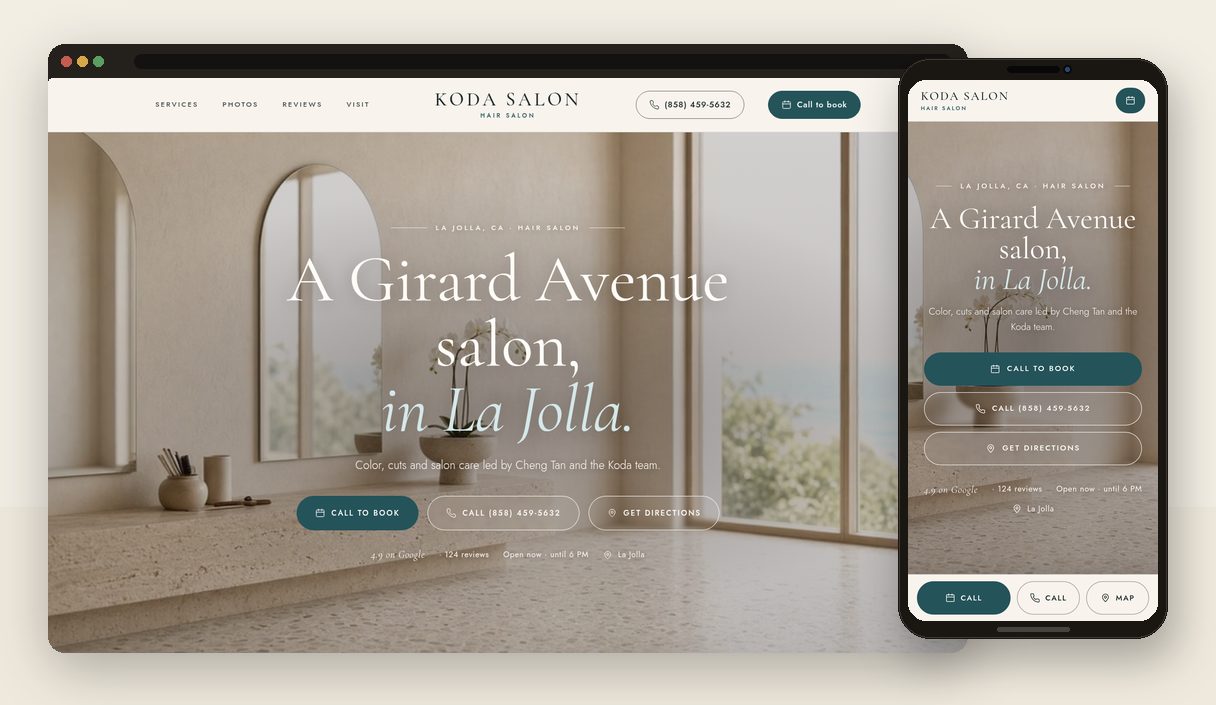 SERVICES PHOTOS REVIEWS VISIT
KODA SALON
HAIR SALON
(858) 459-5632
Call to book
LA JOLLA, CA · HAIR SALON
A Girard Avenue
salon,
in La Jolla.
Color, cuts and salon care led by Cheng Tan and the Koda team.
CALL TO BOOK
CALL (858) 459-5632
GET DIRECTIONS
4.9 on Google · 124 reviews Open now · until 6 PM La Jolla
KODA SALON
HAIR SALON
LA JOLLA, CA · HAIR SALON
A Girard Avenue
salon,
in La Jolla.
Color, cuts and salon care led by Cheng Tan and the
Koda team.
CALL TO BOOK
CALL (858) 459-5632
GET DIRECTIONS
4.9 on Google · 124 reviews Open now · until 6 PM
La Jolla
CALL
CALL
MAP